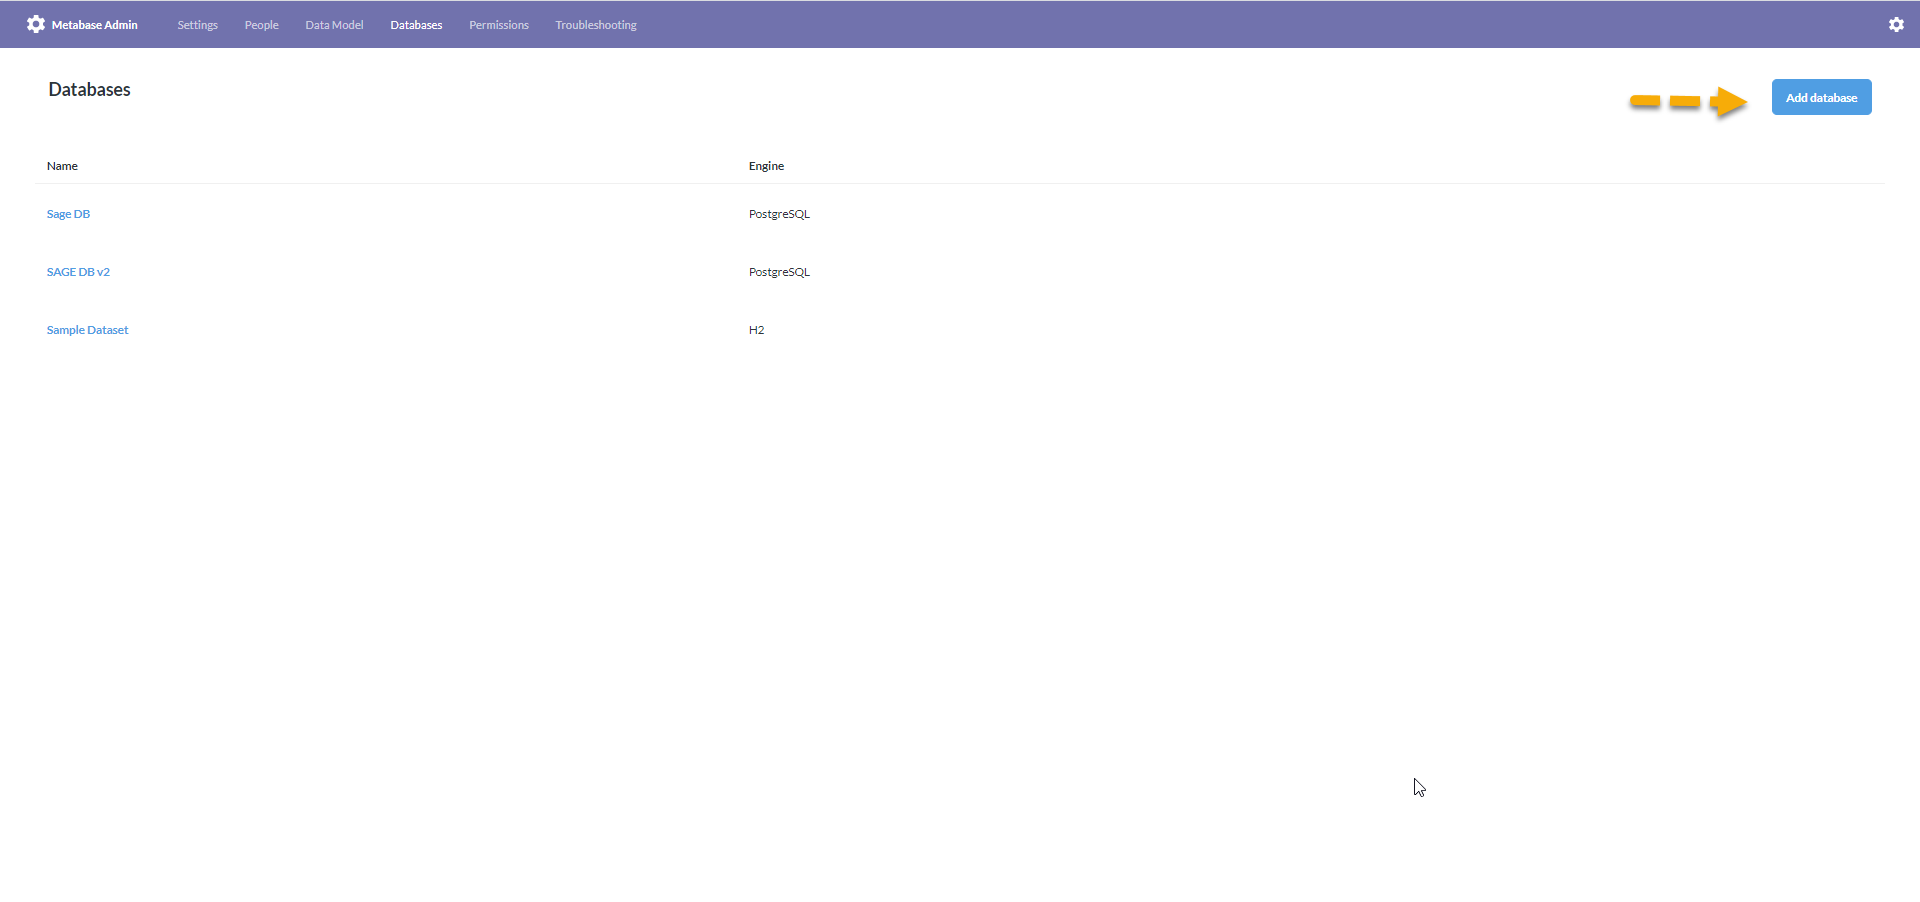 Metabase Admin Settings People Data Model Databases Permissions Troubleshooting
Databases
Add database
Name Engine
Sage DB PostgreSQL
SAGE DB v2 PostgreSQL
Sample Dataset H2